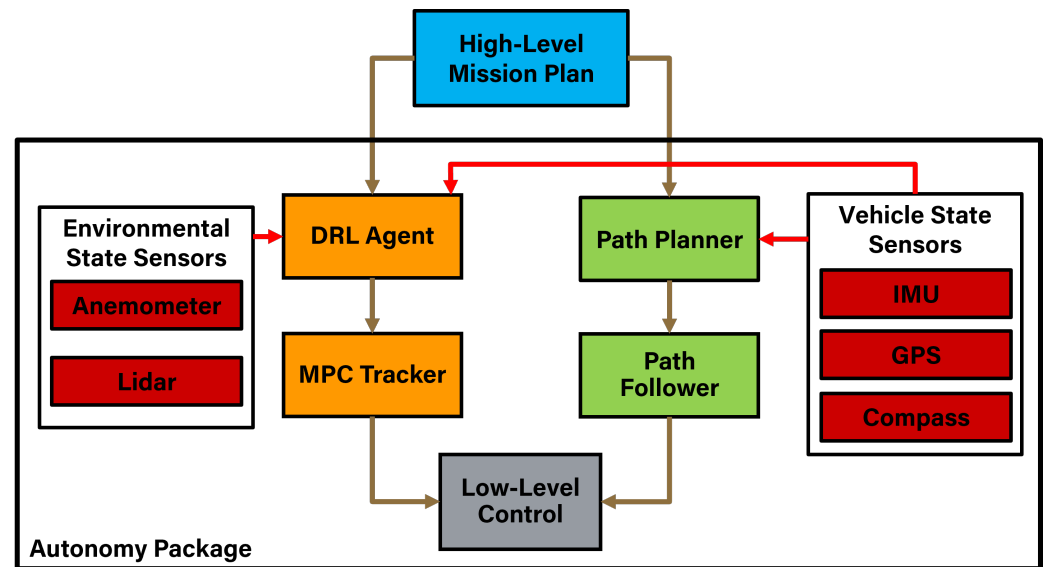 High-Level
Mission Plan
Environmental
State Sensors
Anemometer
Lidar
DRL Agent
MPC Tracker
Path Planner
Path
Follower
Vehicle State
Sensors
IMU
GPS
Compass
Low-Level
Control
Autonomy Package